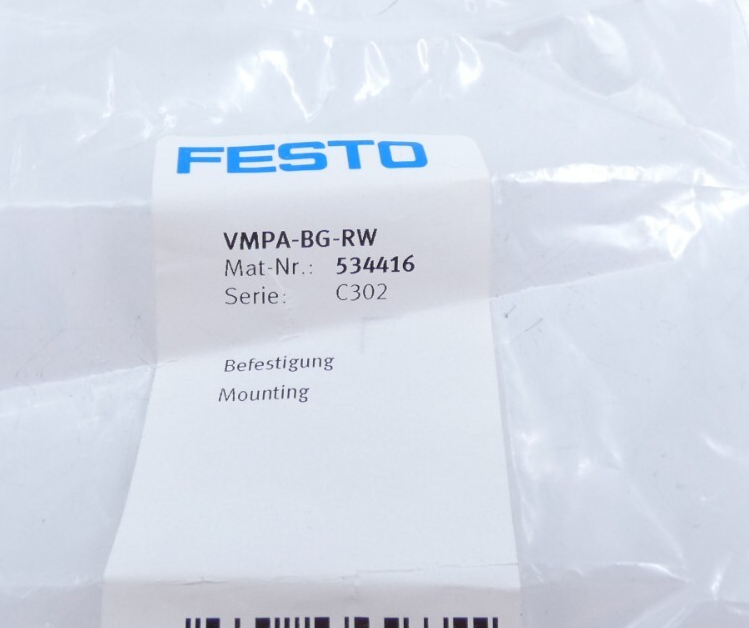 FESTO
VMPA-BG-RW
Mat-Nr.: 534416
Serie: C302
Befestigung
Mounting